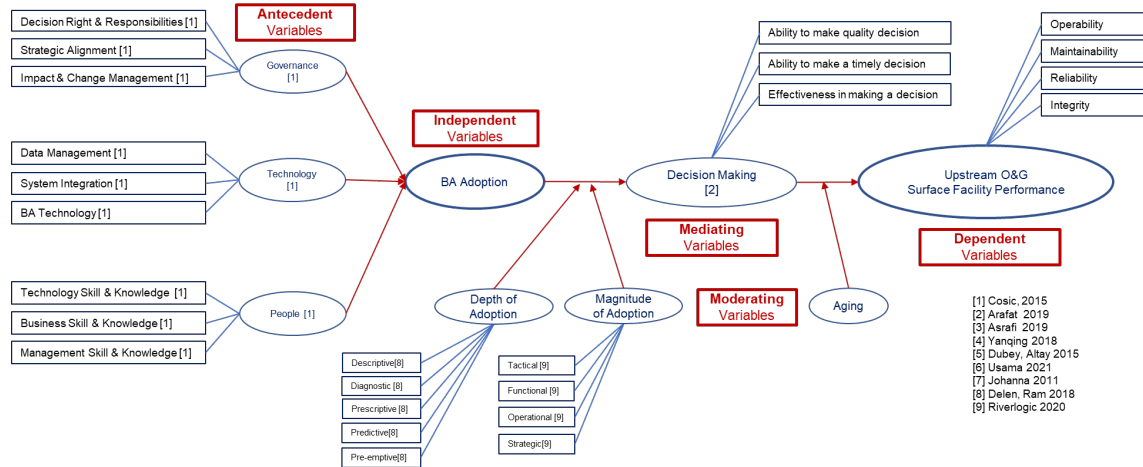 Decision Right & Responsibilities [1]
Strategic Alignment [1]
Impact & Change Management [1]
Antecedent
Variables
Governance
[1]
Data Management [1]
System Integration [1]
BA Technology [1]
Technology
[1]
Technology Skill & Knowledge [1]
Business Skill & Knowledge [1]
Management Skill & Knowledge [1]
People [1]
Independent
Variables
BA Adoption
Ability to make quality decision
Ability to make a timely decision
Effectiveness in making a decision
Decision Making
[2]
Mediating
Variables
Operability
Maintainability
Reliability
Integrity
Upstream O&G
Surface Facility Performance
Dependent
Variables
Depth of
Adoption
Magnitude
of Adoption
Moderating
Variables
Aging
Descriptive[8]
Diagnostic [8]
Prescriptive [8]
Predictive[8]
Pre-emptive[8]
Tactical [9]
Functional [9]
Operational [9]
Strategic[9]
[1] Cosic, 2015
[2] Arafat 2019
[3] Asrafi 2019
[4] Yanqing 2018
[5] Dubey, Altay 2015
[6] Usama 2021
[7] Johanna 2011
[8] Delen, Ram 2018
[9] Riverlogic 2020